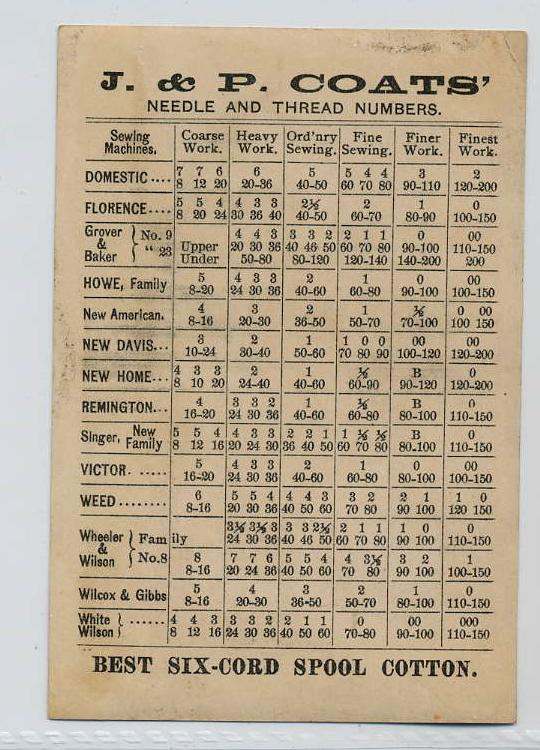 J. & P. COATS'
NEEDLE AND THREAD NUMBERS.
Sewing Machines. Coarse Work. Heavy Work. Ord'nry Sewing. Fine Sewing. Finer Work. Finest Work.
7 7 6 6 5 5 4 4 3 2
DOMESTIC .... 8 12 20 20-36 40-50 60 70 80 90-110 120-200
5 5 4 4 3 3 2½ 2 1 0
FLORENCE .... 8 20 24 30 36 40 40-50 60-70 80-90 100-150
Grover & Baker } No. 9 4 4 3 3 3 2 2 1 1 0 00
" 23 Upper 20 30 36 40 46 50 60 70 80 90-100 110-150
Under 50-80 80-120 120-140 140-200 200
5 4 3 3 2 1 0 00
HOWE, Family 8-20 24 30 36 40-60 60-80 90-100 100-150
4 3 2 1 ½ 0 00
New American. 8-16 20-30 36-50 50-70 70-100 100 150
3 2 1 1 0 0 00 00
NEW DAVIS... 10-24 30-40 50-60 70 80 90 100-120 120-200
4 3 3 2 1 ½ B 0
NEW HOME... 8 10 20 24-40 40-60 60-90 90-120 120-200
4 3 3 2 1 ½ B 0
REMINGTON... 16-20 24 30 36 40-60 60-80 80-100 110-150
5 5 4 4 3 3 2 2 1 1 ½ ½ B 0
Singer, New Family 8 12 16 20 24 30 36 40 50 60 70 80 80.100 110-150
5 4 3 3 2 1 0 00
VICTOR ...... 16-20 24 30 36 40-60 60-80 80-100 100-150
6 5 5 4 4 4 3 3 2 2 1 1 0
WEED ........ 8-16 20 30 36 40 50 60 70 80 90 100 120 150
3½ 3½ 3 3 3 2½ 2 1 1 1 0 0
Wheeler & Wilson } Family 24 30 36 40 46 50 60 70 80 90 100 110-150
No.8 8 7 7 6 5 5 4 4 3½ 3 2 1
8-16 20 24 36 40 50 60 70 80 90 100 100-150
5 4 3 2 1 0
Wilcox & Gibbs 8-16 20-30 36-50 50-70 80-100 110-150
White Wilson } ...... 4 4 3 3 3 2 2 1 1 0 00 000
8 12 16 24 30 36 40 50 60 70-80 90-100 110-150
BEST SIX-CORD SPOOL COTTON.